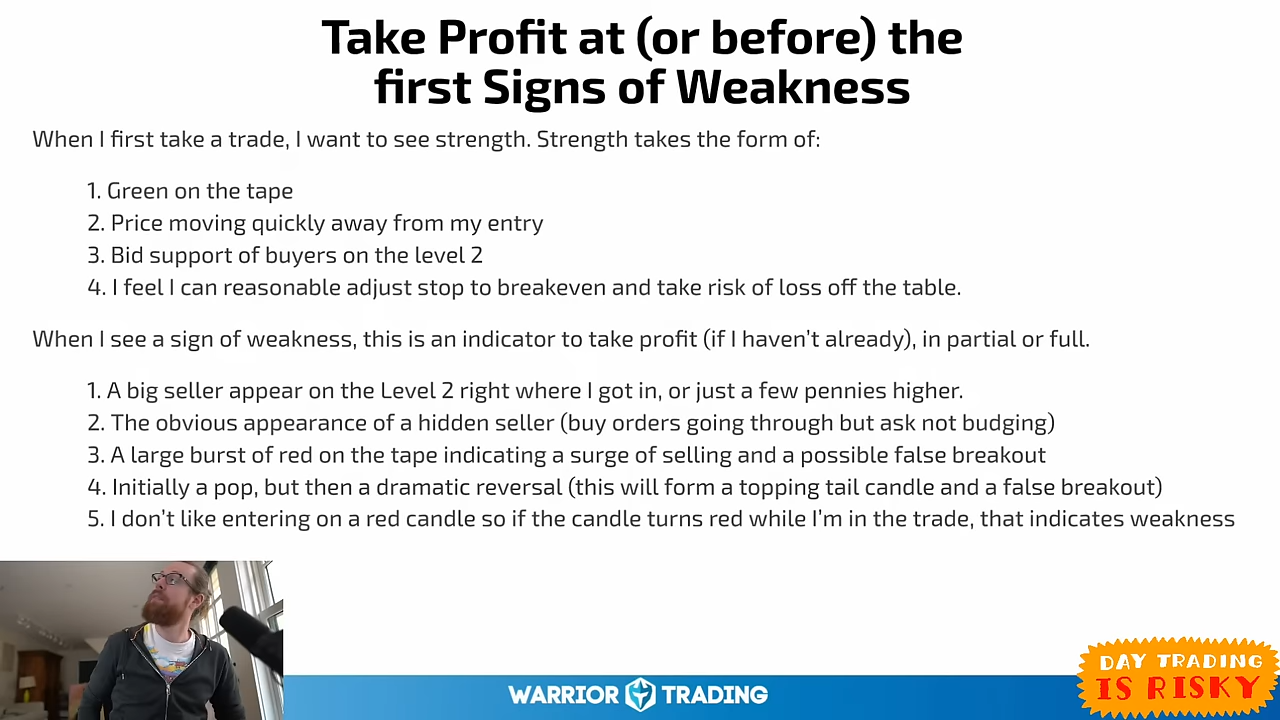 Take Profit at (or before) the
first Signs of Weakness
When I first take a trade, I want to see strength. Strength takes the form of:
1. Green on the tape
2. Price moving quickly away from my entry
3. Bid support of buyers on the level 2
4. I feel I can reasonable adjust stop to breakeven and take risk of loss off the table.
When I see a sign of weakness, this is an indicator to take profit (if I haven't already), in partial or full.
1. A big seller appear on the Level 2 right where I got in, or just a few pennies higher.
2. The obvious appearance of a hidden seller (buy orders going through but ask not budging)
3. A large burst of red on the tape indicating a surge of selling and a possible false breakout
4. Initially a pop, but then a dramatic reversal (this will form a topping tail candle and a false breakout)
5. I don't like entering on a red candle so if the candle turns red while I'm in the trade, that indicates weakness
WARRIOR TRADING
DAY TRADING
IS RISKY